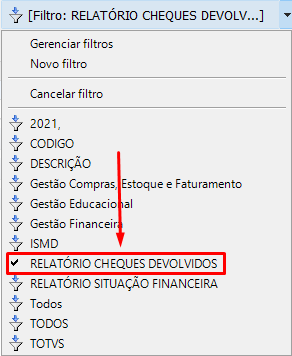 [Filtro: RELATÓRIO CHEQUES DEVOLV...]
Gerenciar filtros
Novo filtro
Cancelar filtro
2021,
CODIGO
DESCRIÇÃO
Gestão Compras, Estoque e Faturamento
Gestão Educacional
Gestão Financeira
ISMD
RELATÓRIO CHEQUES DEVOLVIDOS
RELATÓRIO SITUAÇÃO FINANCEIRA
Todos
TODOS
TOTVS